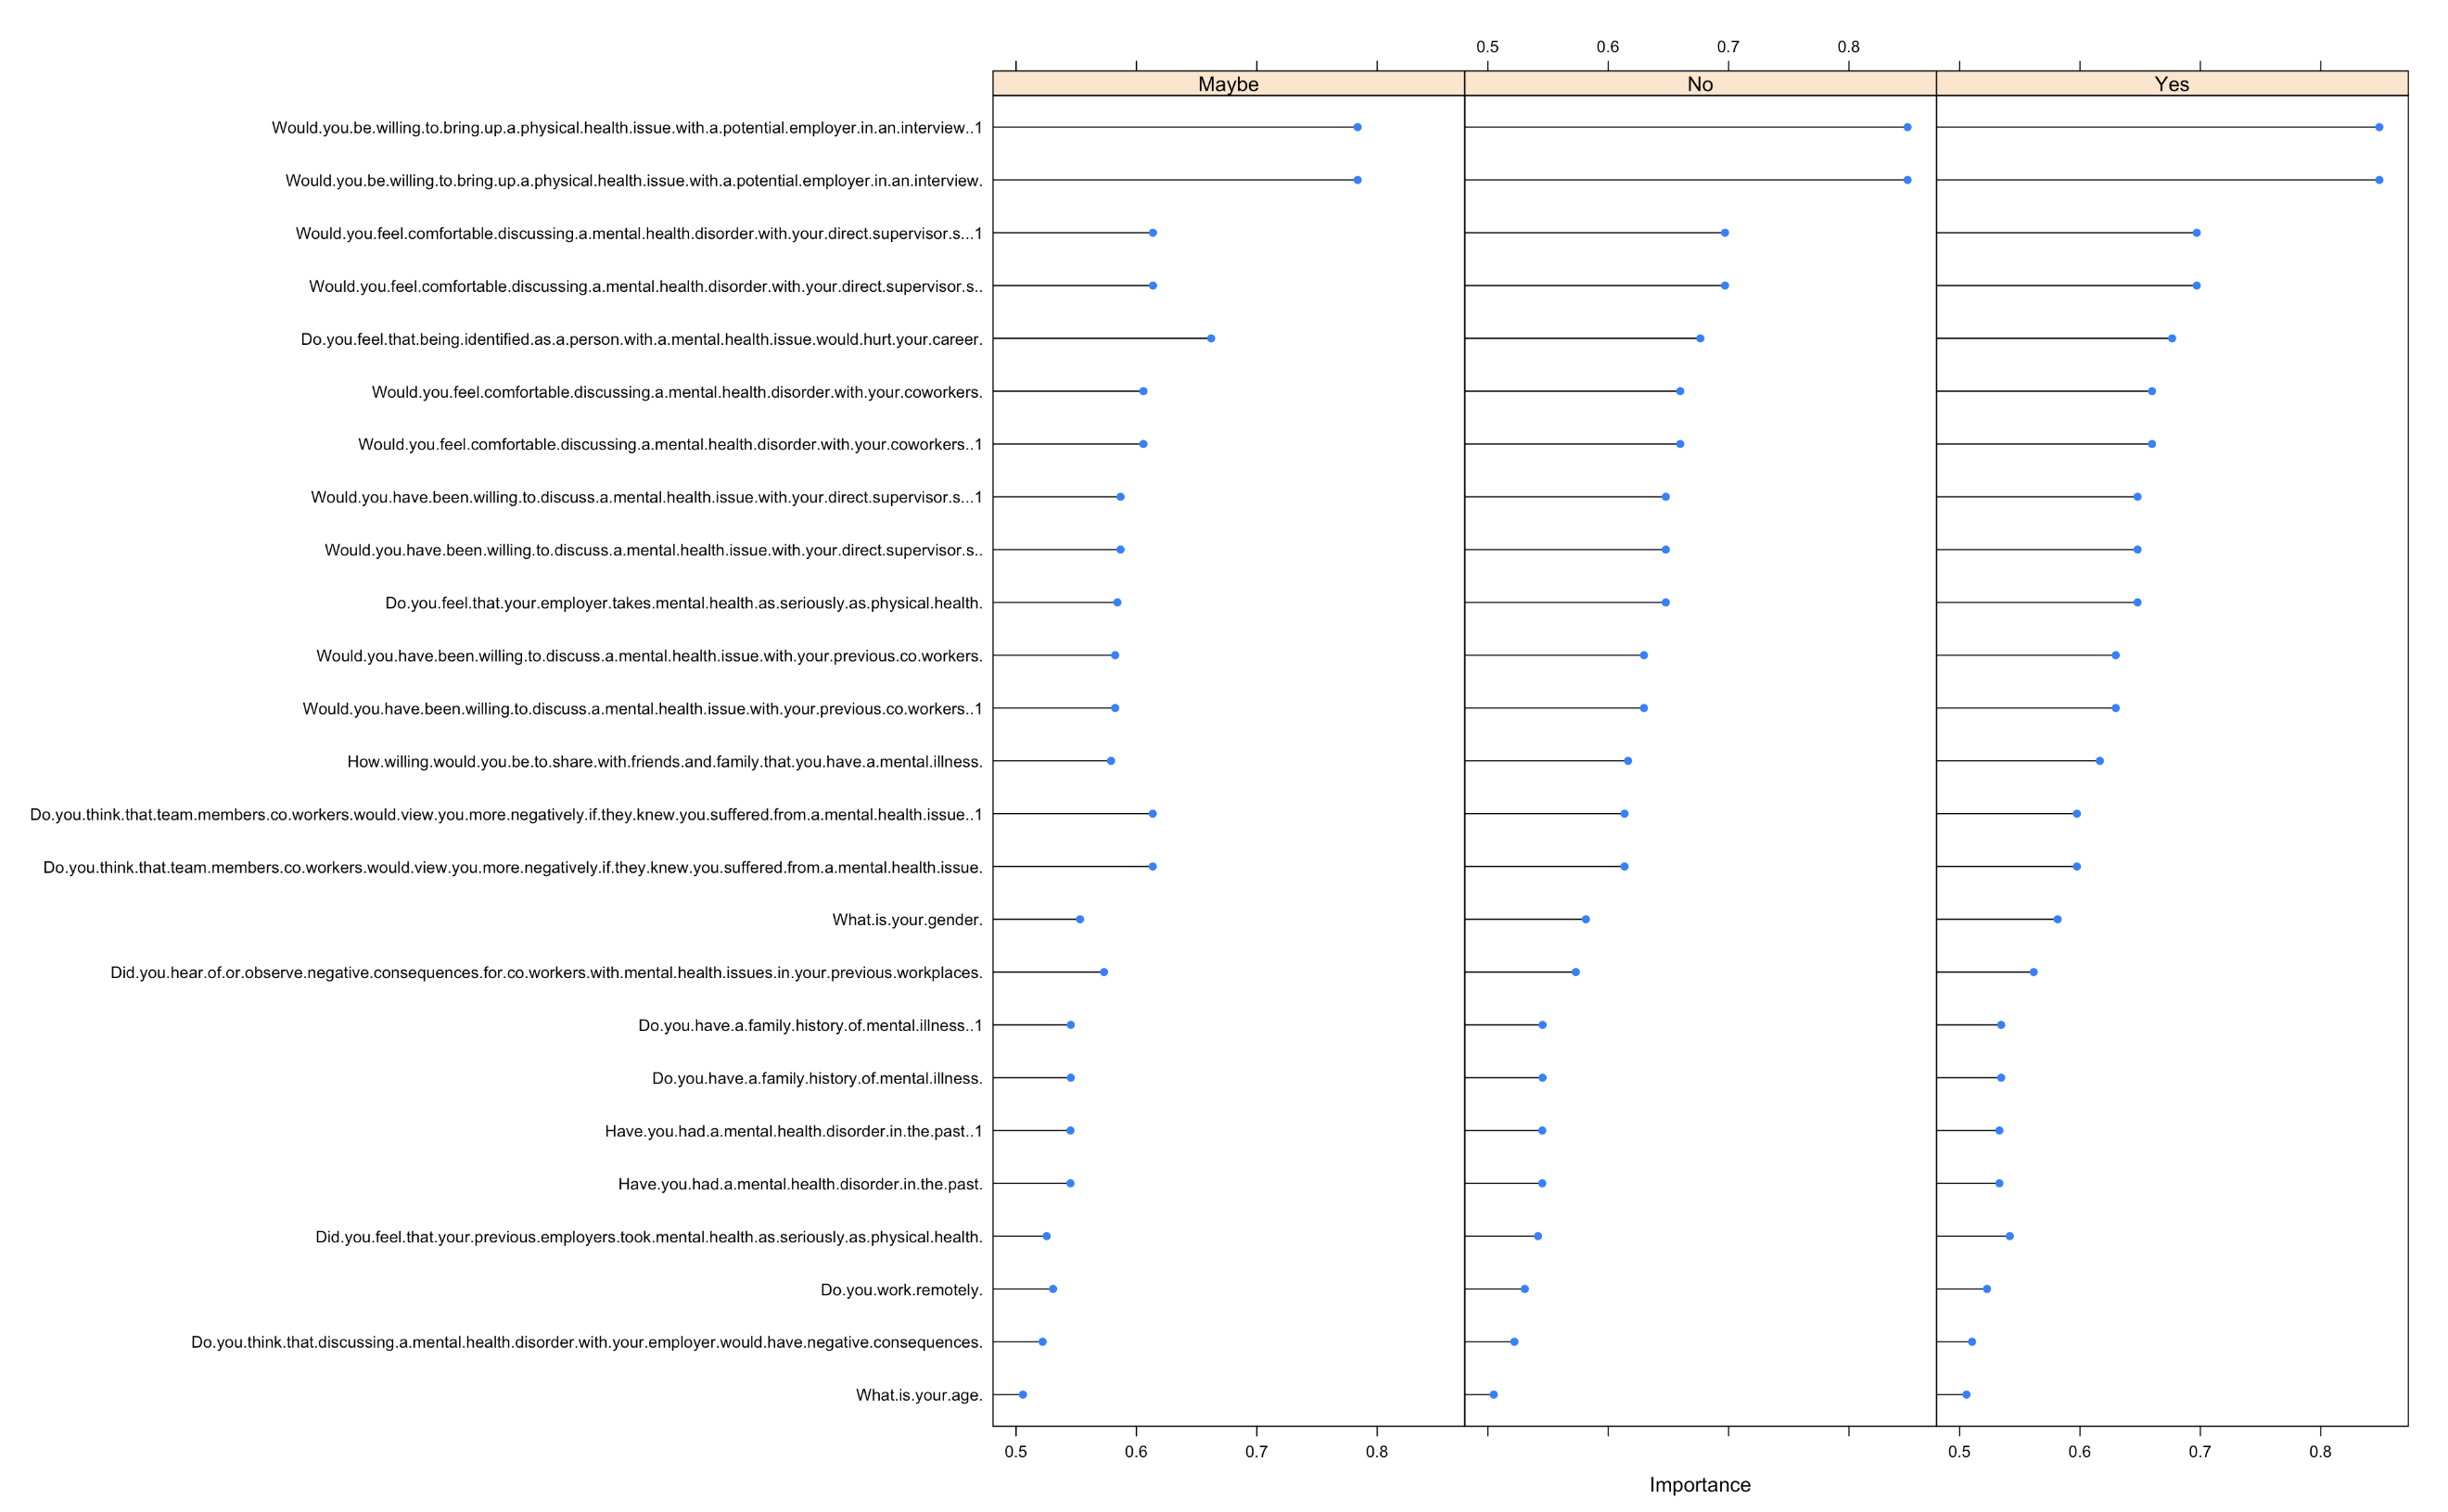 0.5 0.6 0.7 0.8
Maybe No Yes
Would.you.be.willing.to.bring.up.a.physical.health.issue.with.a.potential.employer.in.an.interview..1
Would.you.be.willing.to.bring.up.a.physical.health.issue.with.a.potential.employer.in.an.interview.
Would.you.feel.comfortable.discussing.a.mental.health.disorder.with.your.direct.supervisor.s...1
Would.you.feel.comfortable.discussing.a.mental.health.disorder.with.your.direct.supervisor.s..
Do.you.feel.that.being.identified.as.a.person.with.a.mental.health.issue.would.hurt.your.career.
Would.you.feel.comfortable.discussing.a.mental.health.disorder.with.your.coworkers.
Would.you.feel.comfortable.discussing.a.mental.health.disorder.with.your.coworkers..1
Would.you.have.been.willing.to.discuss.a.mental.health.issue.with.your.direct.supervisor.s...1
Would.you.have.been.willing.to.discuss.a.mental.health.issue.with.your.direct.supervisor.s..
Do.you.feel.that.your.employer.takes.mental.health.as.seriously.as.physical.health.
Would.you.have.been.willing.to.discuss.a.mental.health.issue.with.your.previous.co.workers.
Would.you.have.been.willing.to.discuss.a.mental.health.issue.with.your.previous.co.workers..1
How.willing.would.you.be.to.share.with.friends.and.family.that.you.have.a.mental.illness.
Do.you.think.that.team.members.co.workers.would.view.you.more.negatively.if.they.knew.you.suffered.from.a.mental.health.issue..1
Do.you.think.that.team.members.co.workers.would.view.you.more.negatively.if.they.knew.you.suffered.from.a.mental.health.issue.
What.is.your.gender.
Did.you.hear.of.or.observe.negative.consequences.for.co.workers.with.mental.health.issues.in.your.previous.workplaces.
Do.you.have.a.family.history.of.mental.illness..1
Do.you.have.a.family.history.of.mental.illness.
Have.you.had.a.mental.health.disorder.in.the.past..1
Have.you.had.a.mental.health.disorder.in.the.past.
Did.you.feel.that.your.previous.employers.took.mental.health.as.seriously.as.physical.health.
Do.you.work.remotely.
Do.you.think.that.discussing.a.mental.health.disorder.with.your.employer.would.have.negative.consequences.
What.is.your.age.
0.5 0.6 0.7 0.8 0.5 0.6 0.7 0.8
Importance